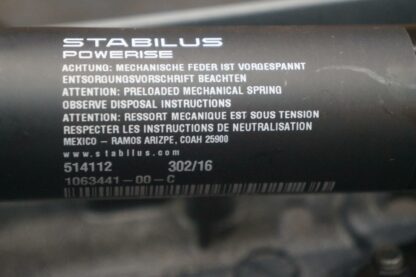 STABILUS
POWERISE
ACHTUNG: MECHANISCHE FEDER IST VORGESPANNT
ENTSORGUNGSVORSCHRIFT BEACHTEN
ATTENTION: PRELOADED MECHANICAL SPRING
OBSERVE DISPOSAL INSTRUCTIONS
ATTENTION: RESSORT MECANIQUE EST SOUS TENSION
RESPECTER LES INSTRUCTIONS DE NEUTRALISATION
MEXICO - RAMOS ARIZPE, COAH 25900
www.stabilus.com
514112 302/16
1063441-00-C